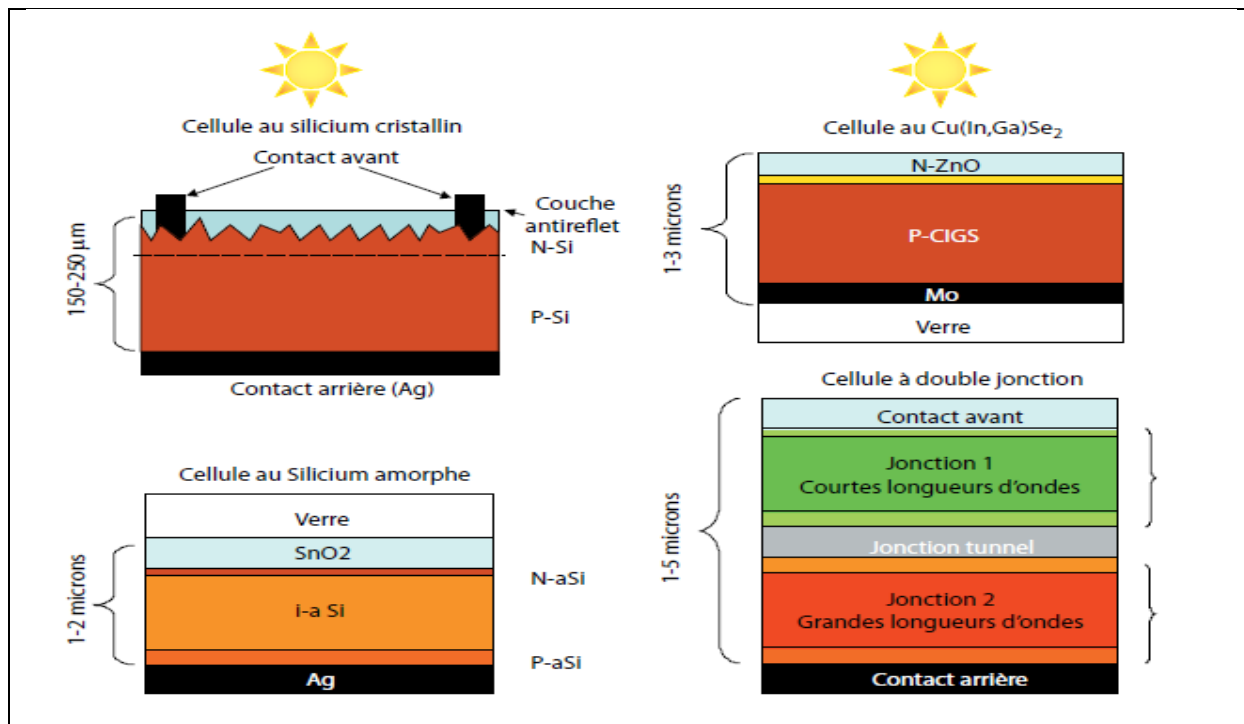 Cellule au silicium cristallin
Contact avant
Couche
antireflet
N-Si
150-250 µm
P-Si
Contact arrière (Ag)
Cellule au Cu(In,Ga)Se2
N-ZnO
1-3 microns
P-CIGS
Mo
Verre
Cellule au Silicium amorphe
Verre
SnO2
1-2 microns
N-aSi
i-a Si
P-aSi
Ag
Cellule à double jonction
Contact avant
1-5 microns
Jonction 1
Courtes longueurs d'ondes
Jonction tunnel
Jonction 2
Grandes longueurs d'ondes
Contact arrière